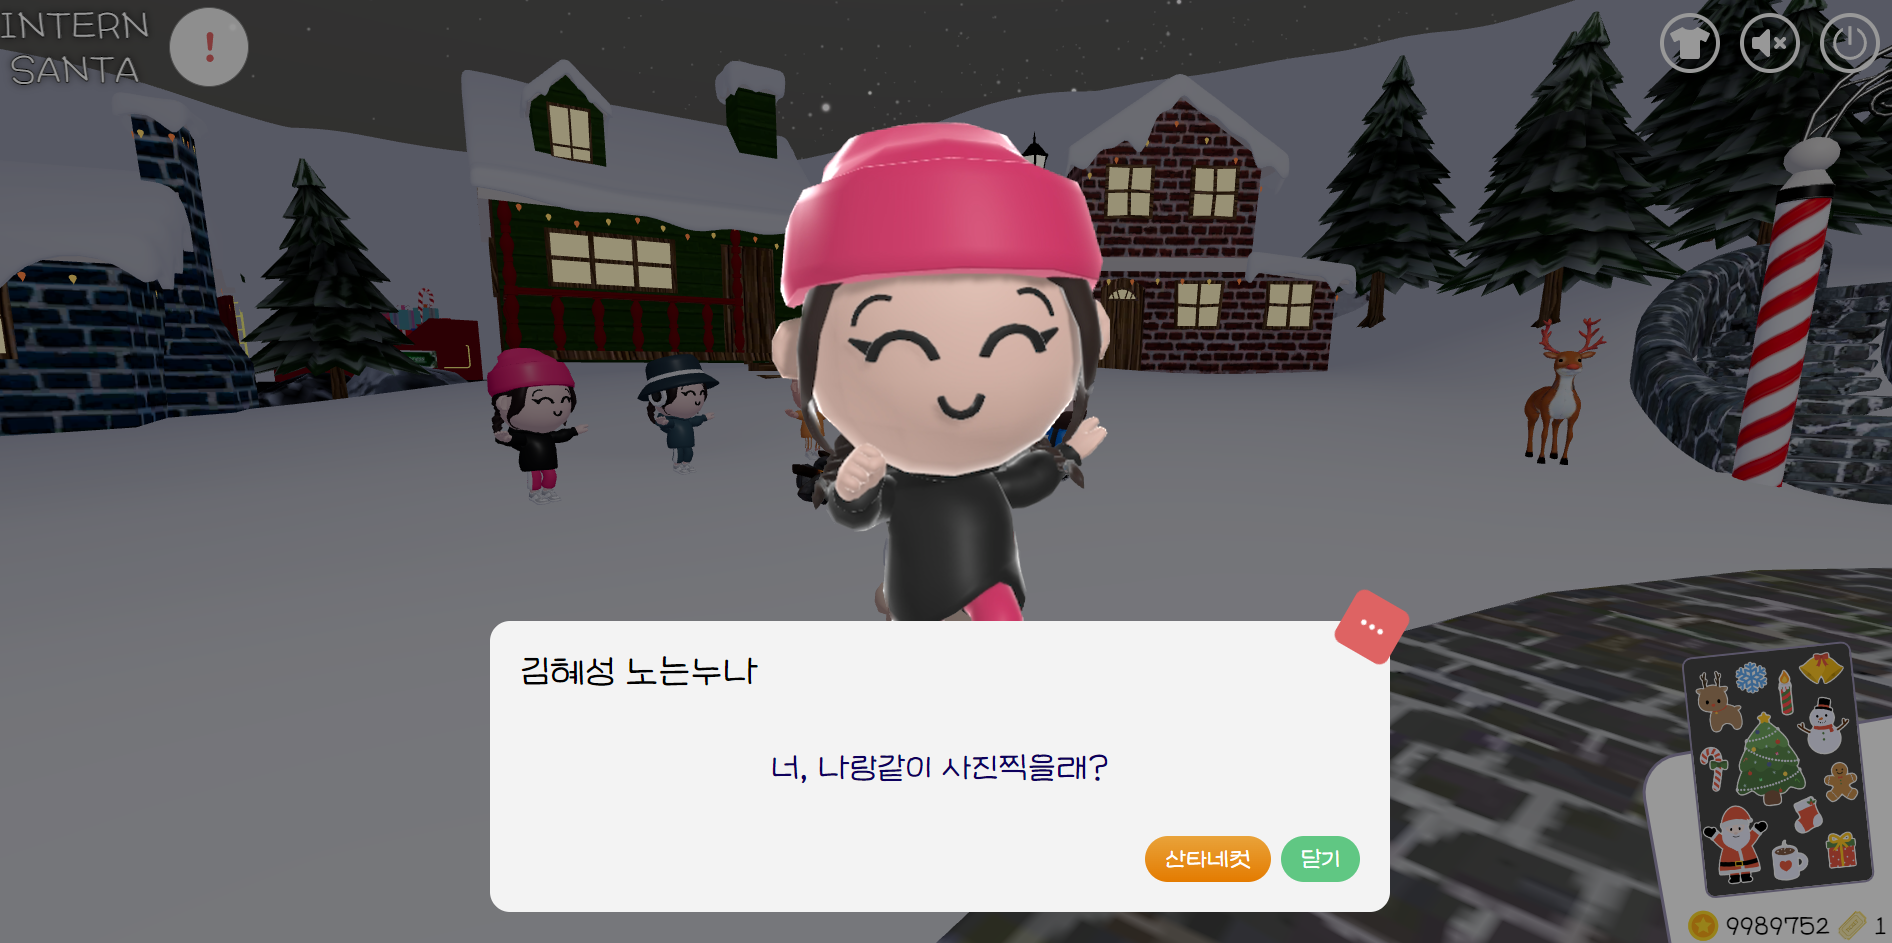 INTERN
SANTA
!
김혜성 노는누나
너, 나랑같이 사진찍을래?
산타네컷
닫기
9989752
1